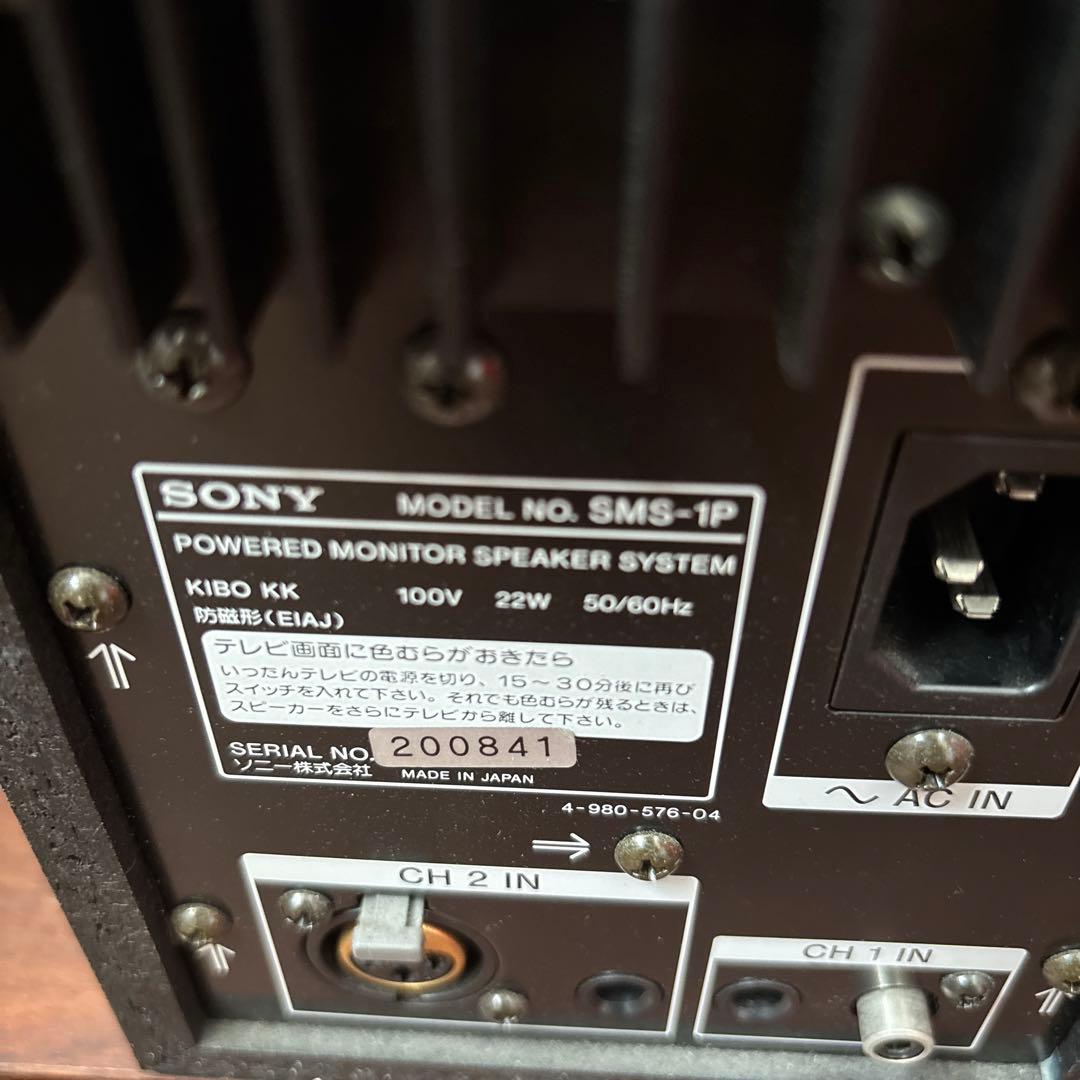 SONY MODEL NO. SMS-1P
POWERED MONITOR SPEAKER SYSTEM
KIBO KK 100V 22W 50/60Hz
防磁形(EIAJ)
テレビ画面に色むらがおきたら
いったんテレビの電源を切り、15〜30分後に再び
スイッチを入れて下さい。それでも色むらが残るときは、
スピーカーをさらにテレビから離して下さい。
SERIAL NO. 200841
ソニー株式会社 MADE IN JAPAN
4-980-576-04
～ AC IN
CH 2 IN
CH 1 IN